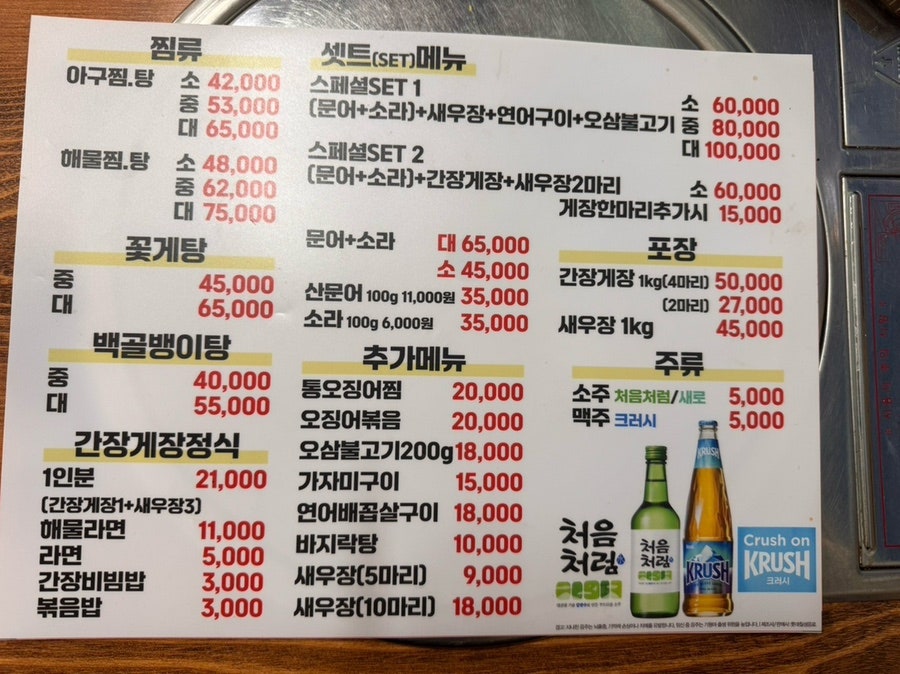 찜류
아구찜.탕 소 42,000
중 53,000
대 65,000
해물찜.탕 소 48,000
중 62,000
대 75,000
꽃게탕
중 45,000
대 65,000
백골뱅이탕
중 40,000
대 55,000
간장게장정식
1인분 21,000
(간장게장1+새우장3)
해물라면 11,000
라면 5,000
간장비빔밥 3,000
볶음밥 3,000
셋트(SET)메뉴
스페셜SET 1
(문어+소라)+새우장+연어구이+오삼불고기 소 60,000
중 80,000
대 100,000
스페셜SET 2
(문어+소라)+간장게장+새우장2마리 소 60,000
게장한마리추가시 15,000
문어+소라 대 65,000
소 45,000
산문어 100g 11,000원 35,000
소라 100g 6,000원 35,000
추가메뉴
통오징어찜 20,000
오징어볶음 20,000
오삼불고기200g 18,000
가자미구이 15,000
연어배꼽살구이 18,000
바지락탕 10,000
새우장(5마리) 9,000
새우장(10마리) 18,000
포장
간장게장 1kg(4마리) 50,000
(2마리) 27,000
새우장 1kg 45,000
주류
소주 처음처럼/새로 5,000
맥주 크러시 5,000
처음
처럼
처음
처럼
KRUSH
KRUSH
Crush on
KRUSH
크러시